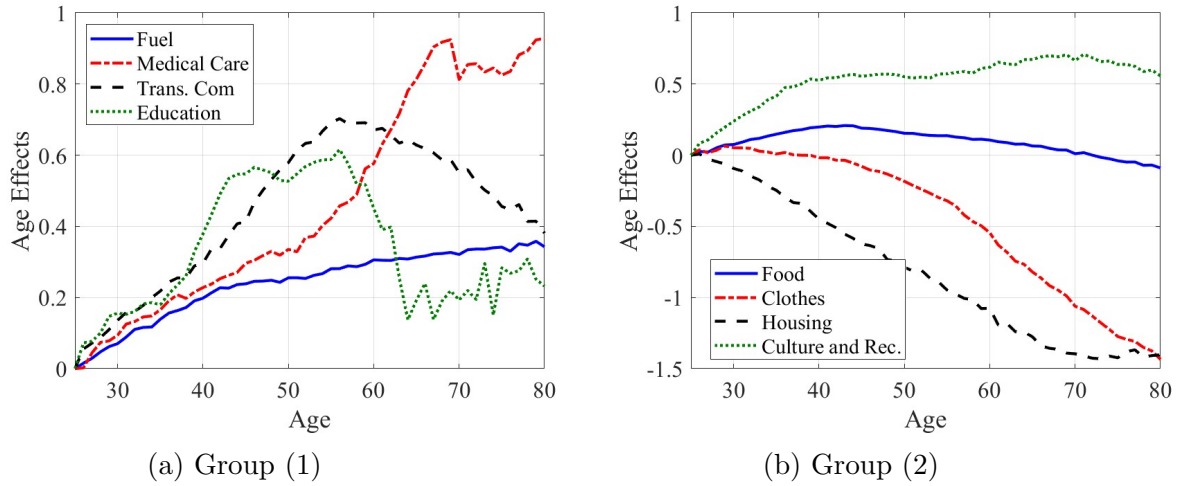 1
0.8
0.6
0.4
0.2
0
Age Effects
Fuel
Medical Care
Trans. Com
Education
30 40 50 60 70 80
Age
(a) Group (1)
1
0.5
0
-0.5
-1
-1.5
Age Effects
Food
Clothes
Housing
Culture and Rec.
30 40 50 60 70 80
Age
(b) Group (2)